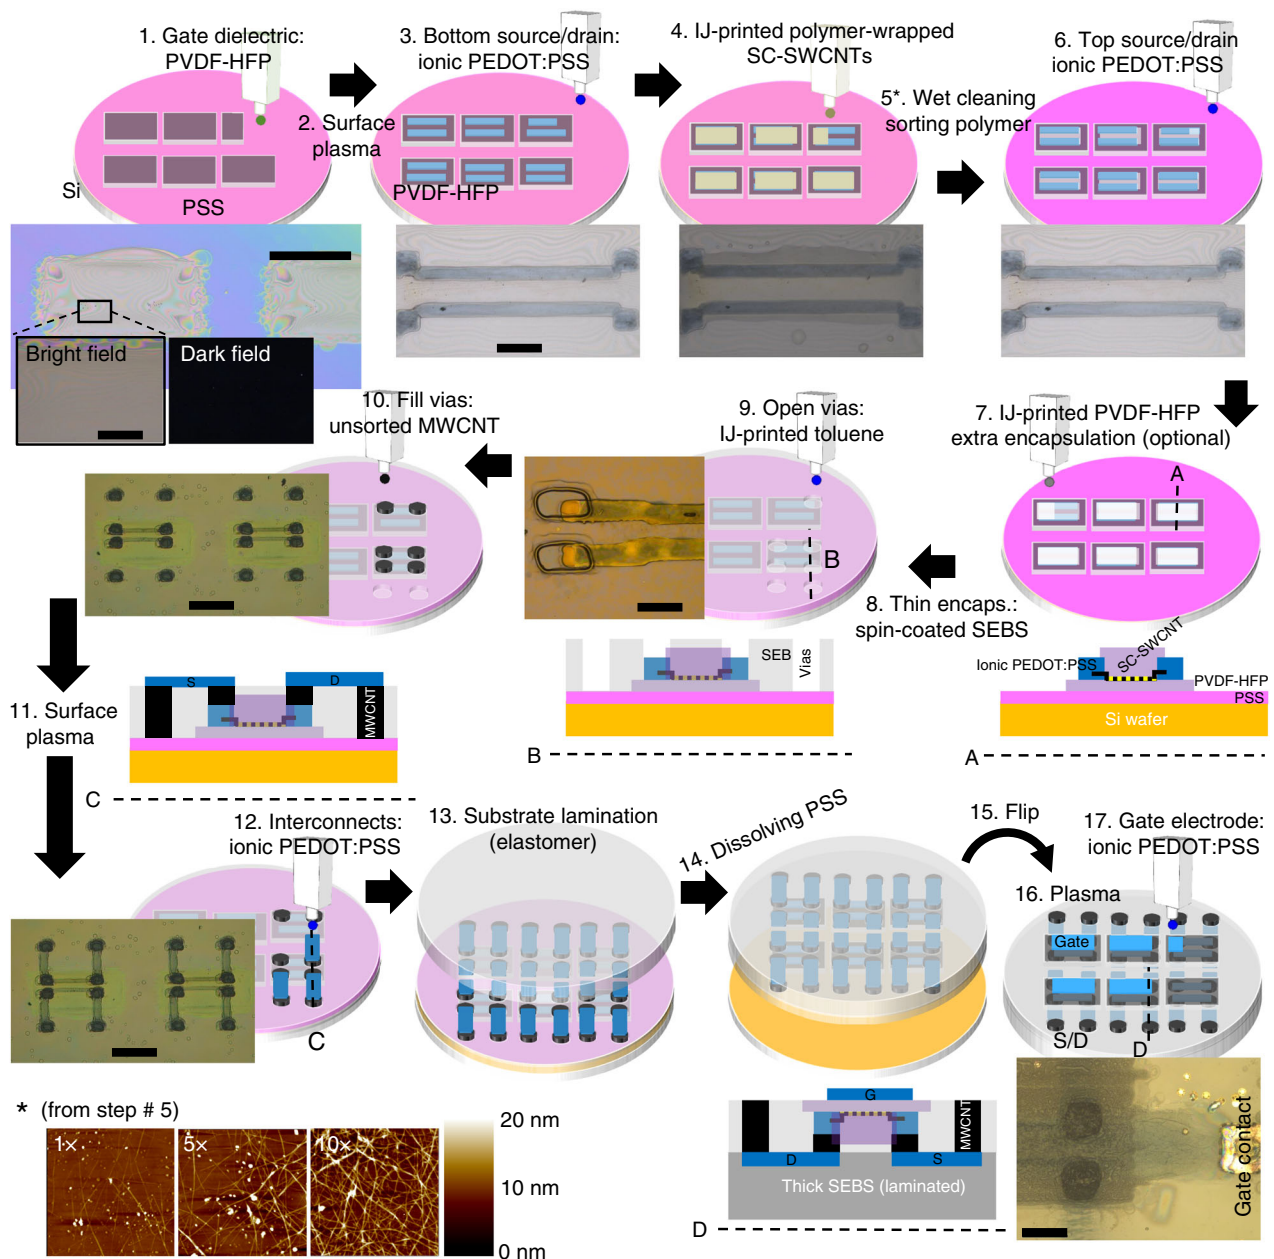 1. Gate dielectric:
PVDF-HFP
2. Surface
plasma
3. Bottom source/drain:
ionic PEDOT:PSS
4. IJ-printed polymer-wrapped
SC-SWCNTs
5*. Wet cleaning
sorting polymer
6. Top source/drain
ionic PEDOT:PSS
Si
PSS
PVDF-HFP
Bright field
Dark field
10. Fill vias:
unsorted MWCNT
9. Open vias:
IJ-printed toluene
7. IJ-printed PVDF-HFP
extra encapsulation (optional)
A
B
8. Thin encaps.:
spin-coated SEBS
SEB
Vias
Ionic PEDOT:PSS
SC-SWCNT
PVDF-HFP
PSS
Si wafer
A
B
11. Surface
plasma
S
D
MWCNT
C
12. Interconnects:
ionic PEDOT:PSS
C
13. Substrate lamination
(elastomer)
14. Dissolving PSS
15. Flip
16. Plasma
17. Gate electrode:
ionic PEDOT:PSS
Gate
S/D
D
Gate contact
* (from step # 5)
1×
5×
10×
20 nm
10 nm
0 nm
G
MWCNT
D
S
Thick SEBS (laminated)
D